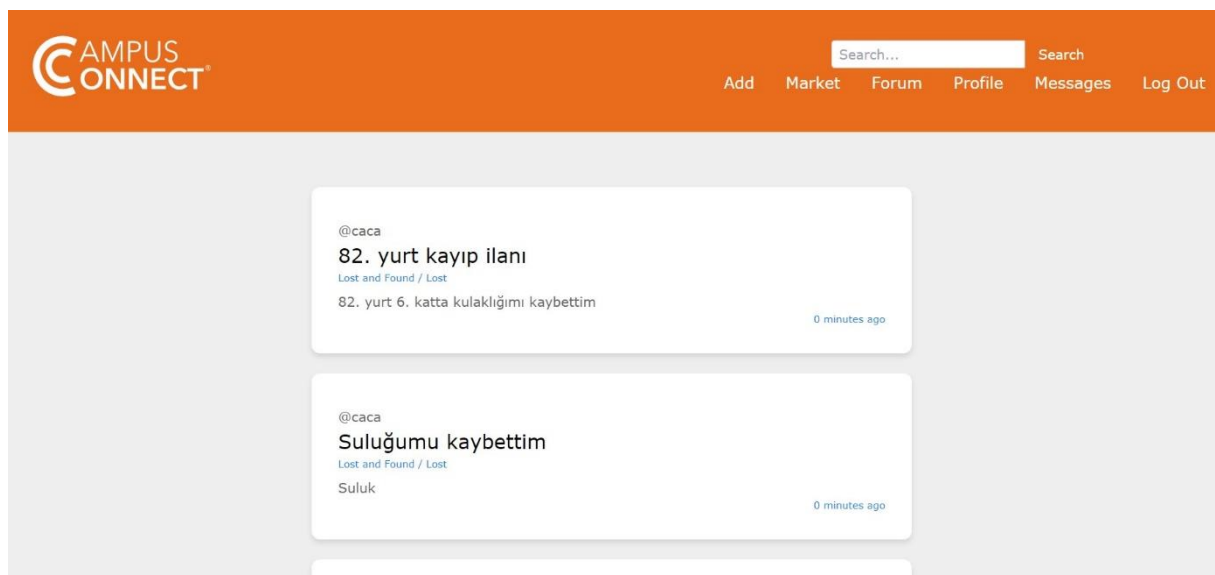 CAMPUS
CONNECT®
Search... Search
Add Market Forum Profile Messages Log Out
@caca
82. yurt kayıp ilanı
Lost and Found / Lost
82. yurt 6. katta kulaklığımı kaybettim
0 minutes ago
@caca
Suluğumu kaybettim
Lost and Found / Lost
Suluk
0 minutes ago